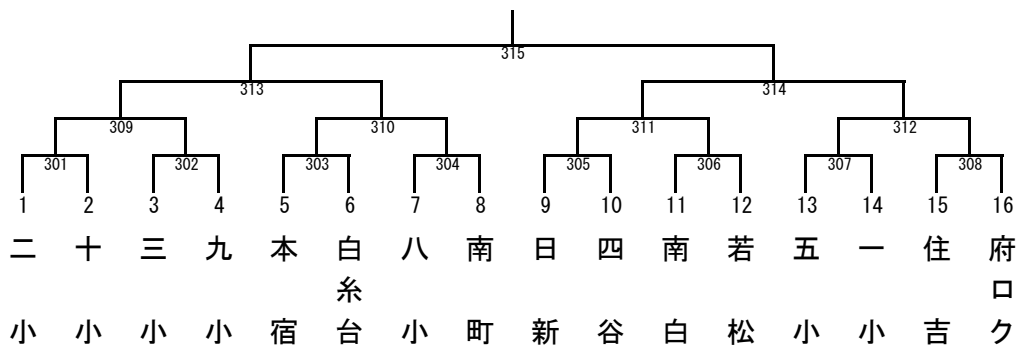 315
313 314
309 310 311 312
301 302 303 304 305 306 307 308
1 2 3 4 5 6 7 8 9 10 11 12 13 14 15 16
二小
十小
三小
九小
本宿
白糸台
八小
南町
日新
四谷
南白
若松
五小
一小
住吉
府ロク